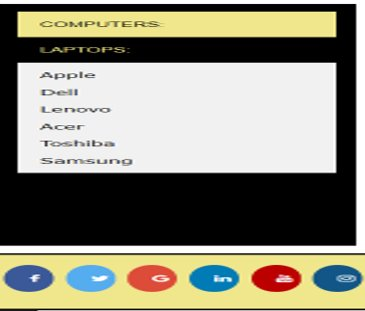 COMPUTERS:
LAPTOPS:
Apple
Dell
Lenovo
Acer
Toshiba
Samsung